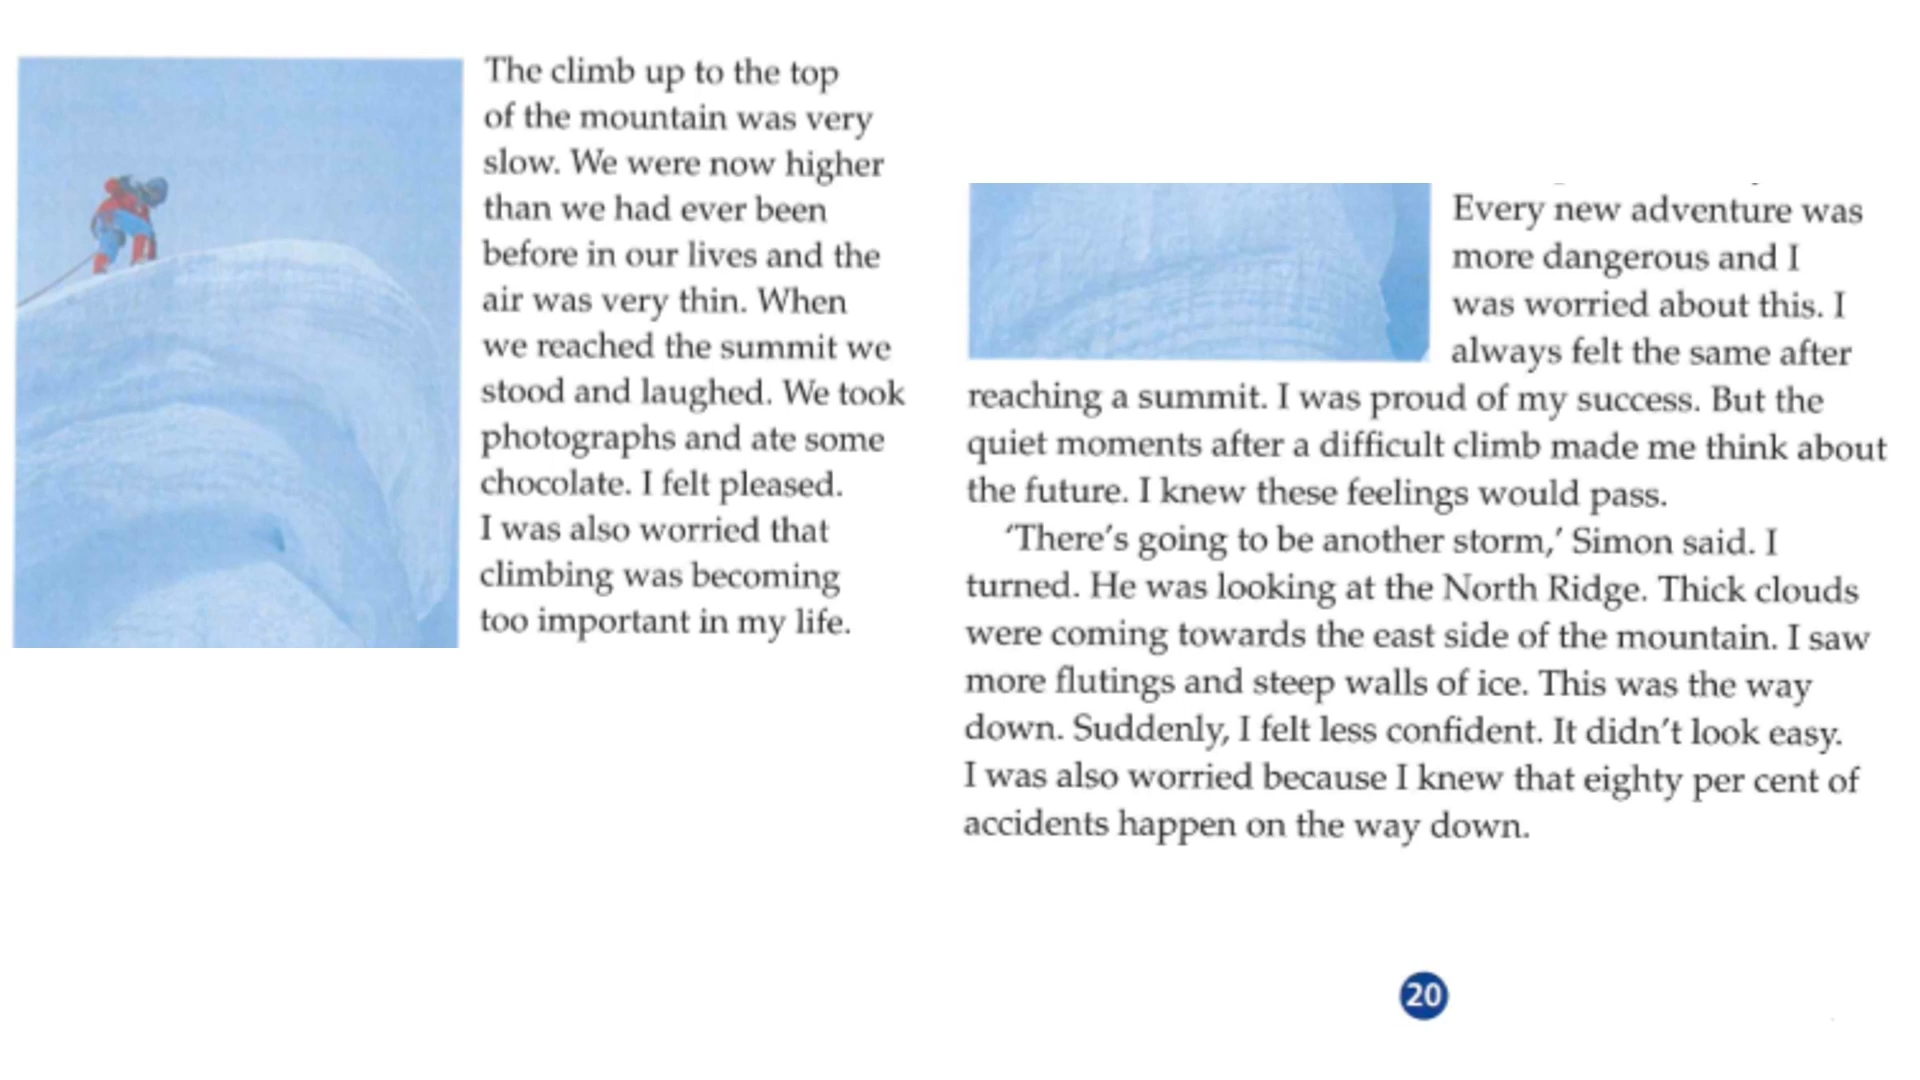 The climb up to the top
of the mountain was very
slow. We were now higher
than we had ever been
before in our lives and the
air was very thin. When
we reached the summit we
stood and laughed. We took
photographs and ate some
chocolate. I felt pleased.
I was also worried that
climbing was becoming
too important in my life.
Every new adventure was
more dangerous and I
was worried about this. I
always felt the same after
reaching a summit. I was proud of my success. But the
quiet moments after a difficult climb made me think about
the future. I knew these feelings would pass.
‘There’s going to be another storm,’ Simon said. I
turned. He was looking at the North Ridge. Thick clouds
were coming towards the east side of the mountain. I saw
more flutings and steep walls of ice. This was the way
down. Suddenly, I felt less confident. It didn’t look easy.
I was also worried because I knew that eighty per cent of
accidents happen on the way down.
20